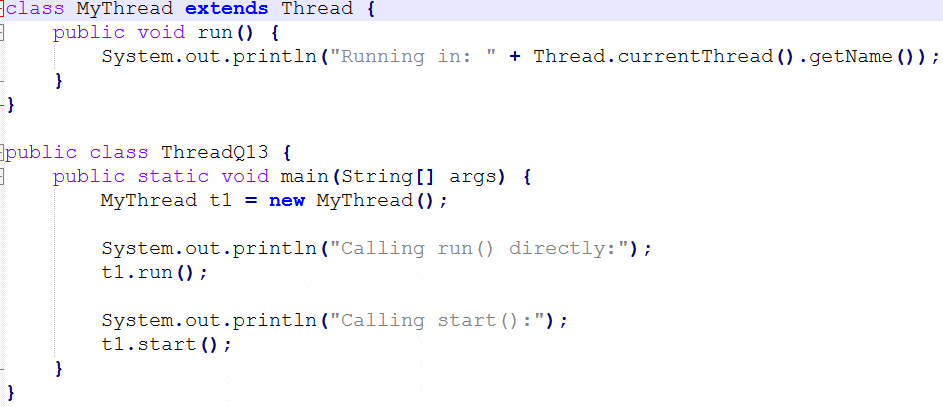 class MyThread extends Thread {
    public void run() {
        System.out.println("Running in: " + Thread.currentThread().getName());
    }
}
public class ThreadQ13 {
    public static void main(String[] args) {
        MyThread t1 = new MyThread();
        System.out.println("Calling run() directly:");
        t1.run();
        System.out.println("Calling start():");
        t1.start();
    }
}